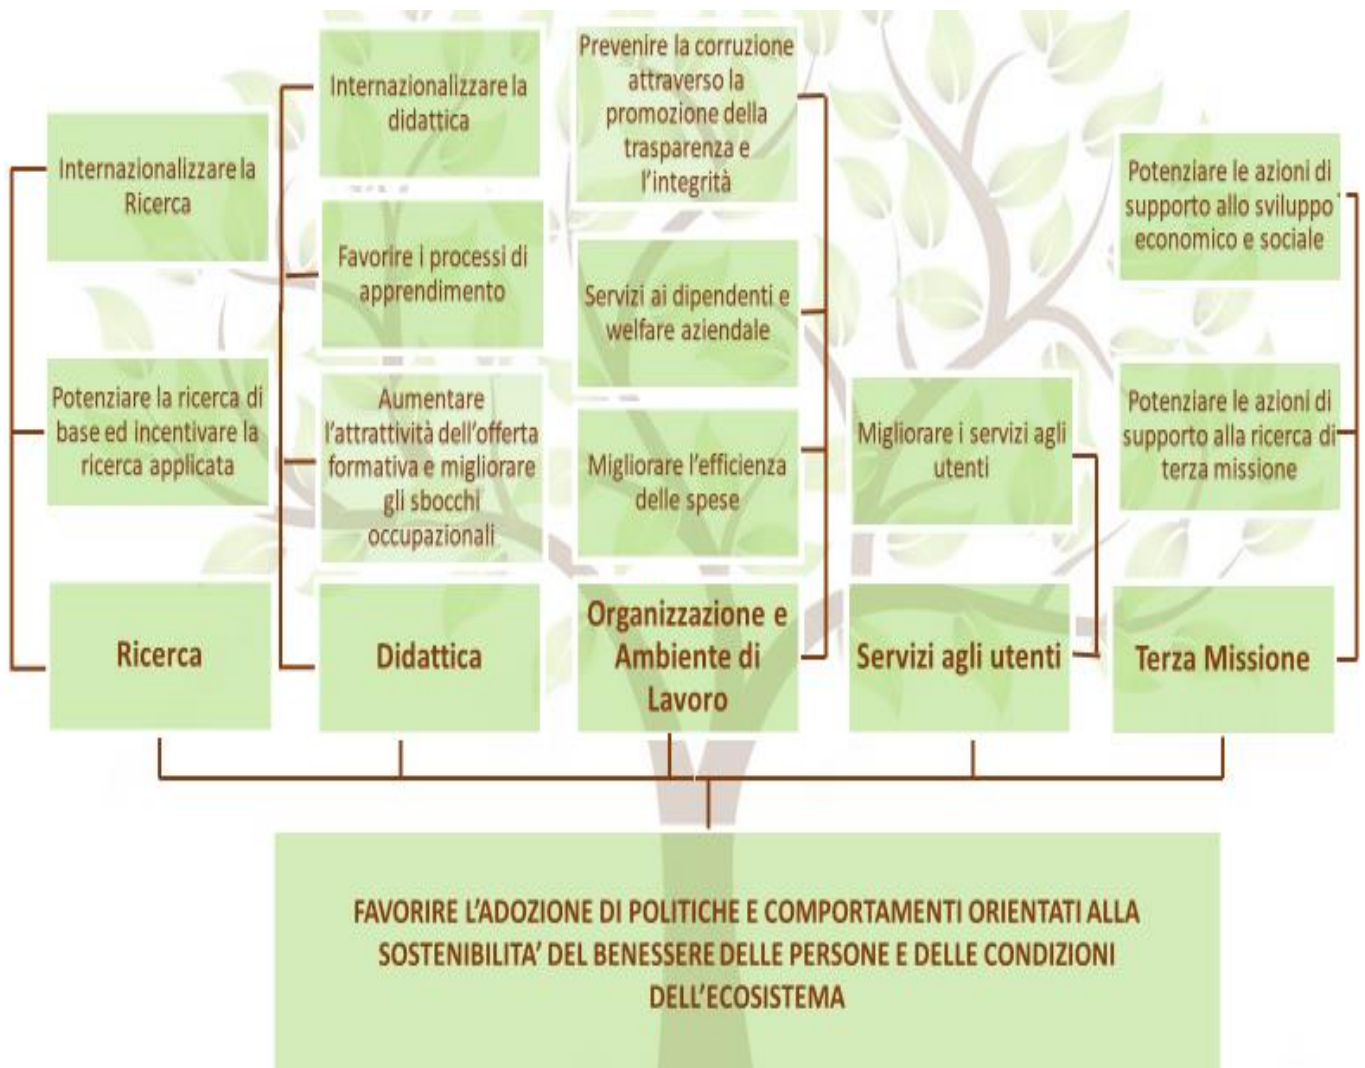 Internazionalizzare la
Ricerca
Potenziare la ricerca di
base ed incentivare la
ricerca applicata
Ricerca
Internazionalizzare la
didattica
Favorire i processi di
apprendimento
Aumentare
l'attrattività dell'offerta
formativa e migliorare
gli sbocchi
occupazionali
Didattica
Prevenire la corruzione
attraverso la
promozione della
trasparenza e
l'integrità
Servizi ai dipendenti e
welfare aziendale
Migliorare l'efficienza
delle spese
Organizzazione e
Ambiente di
Lavoro
Migliorare i servizi agli
utenti
Servizi agli utenti
Potenziare le azioni di
supporto allo sviluppo
economico e sociale
Potenziare le azioni di
supporto alla ricerca di
terza missione
Terza Missione
FAVORIRE L'ADOZIONE DI POLITICHE E COMPORTAMENTI ORIENTATI ALLA
SOSTENIBILITA' DEL BENESSERE DELLE PERSONE E DELLE CONDIZIONI
DELL'ECOSISTEMA